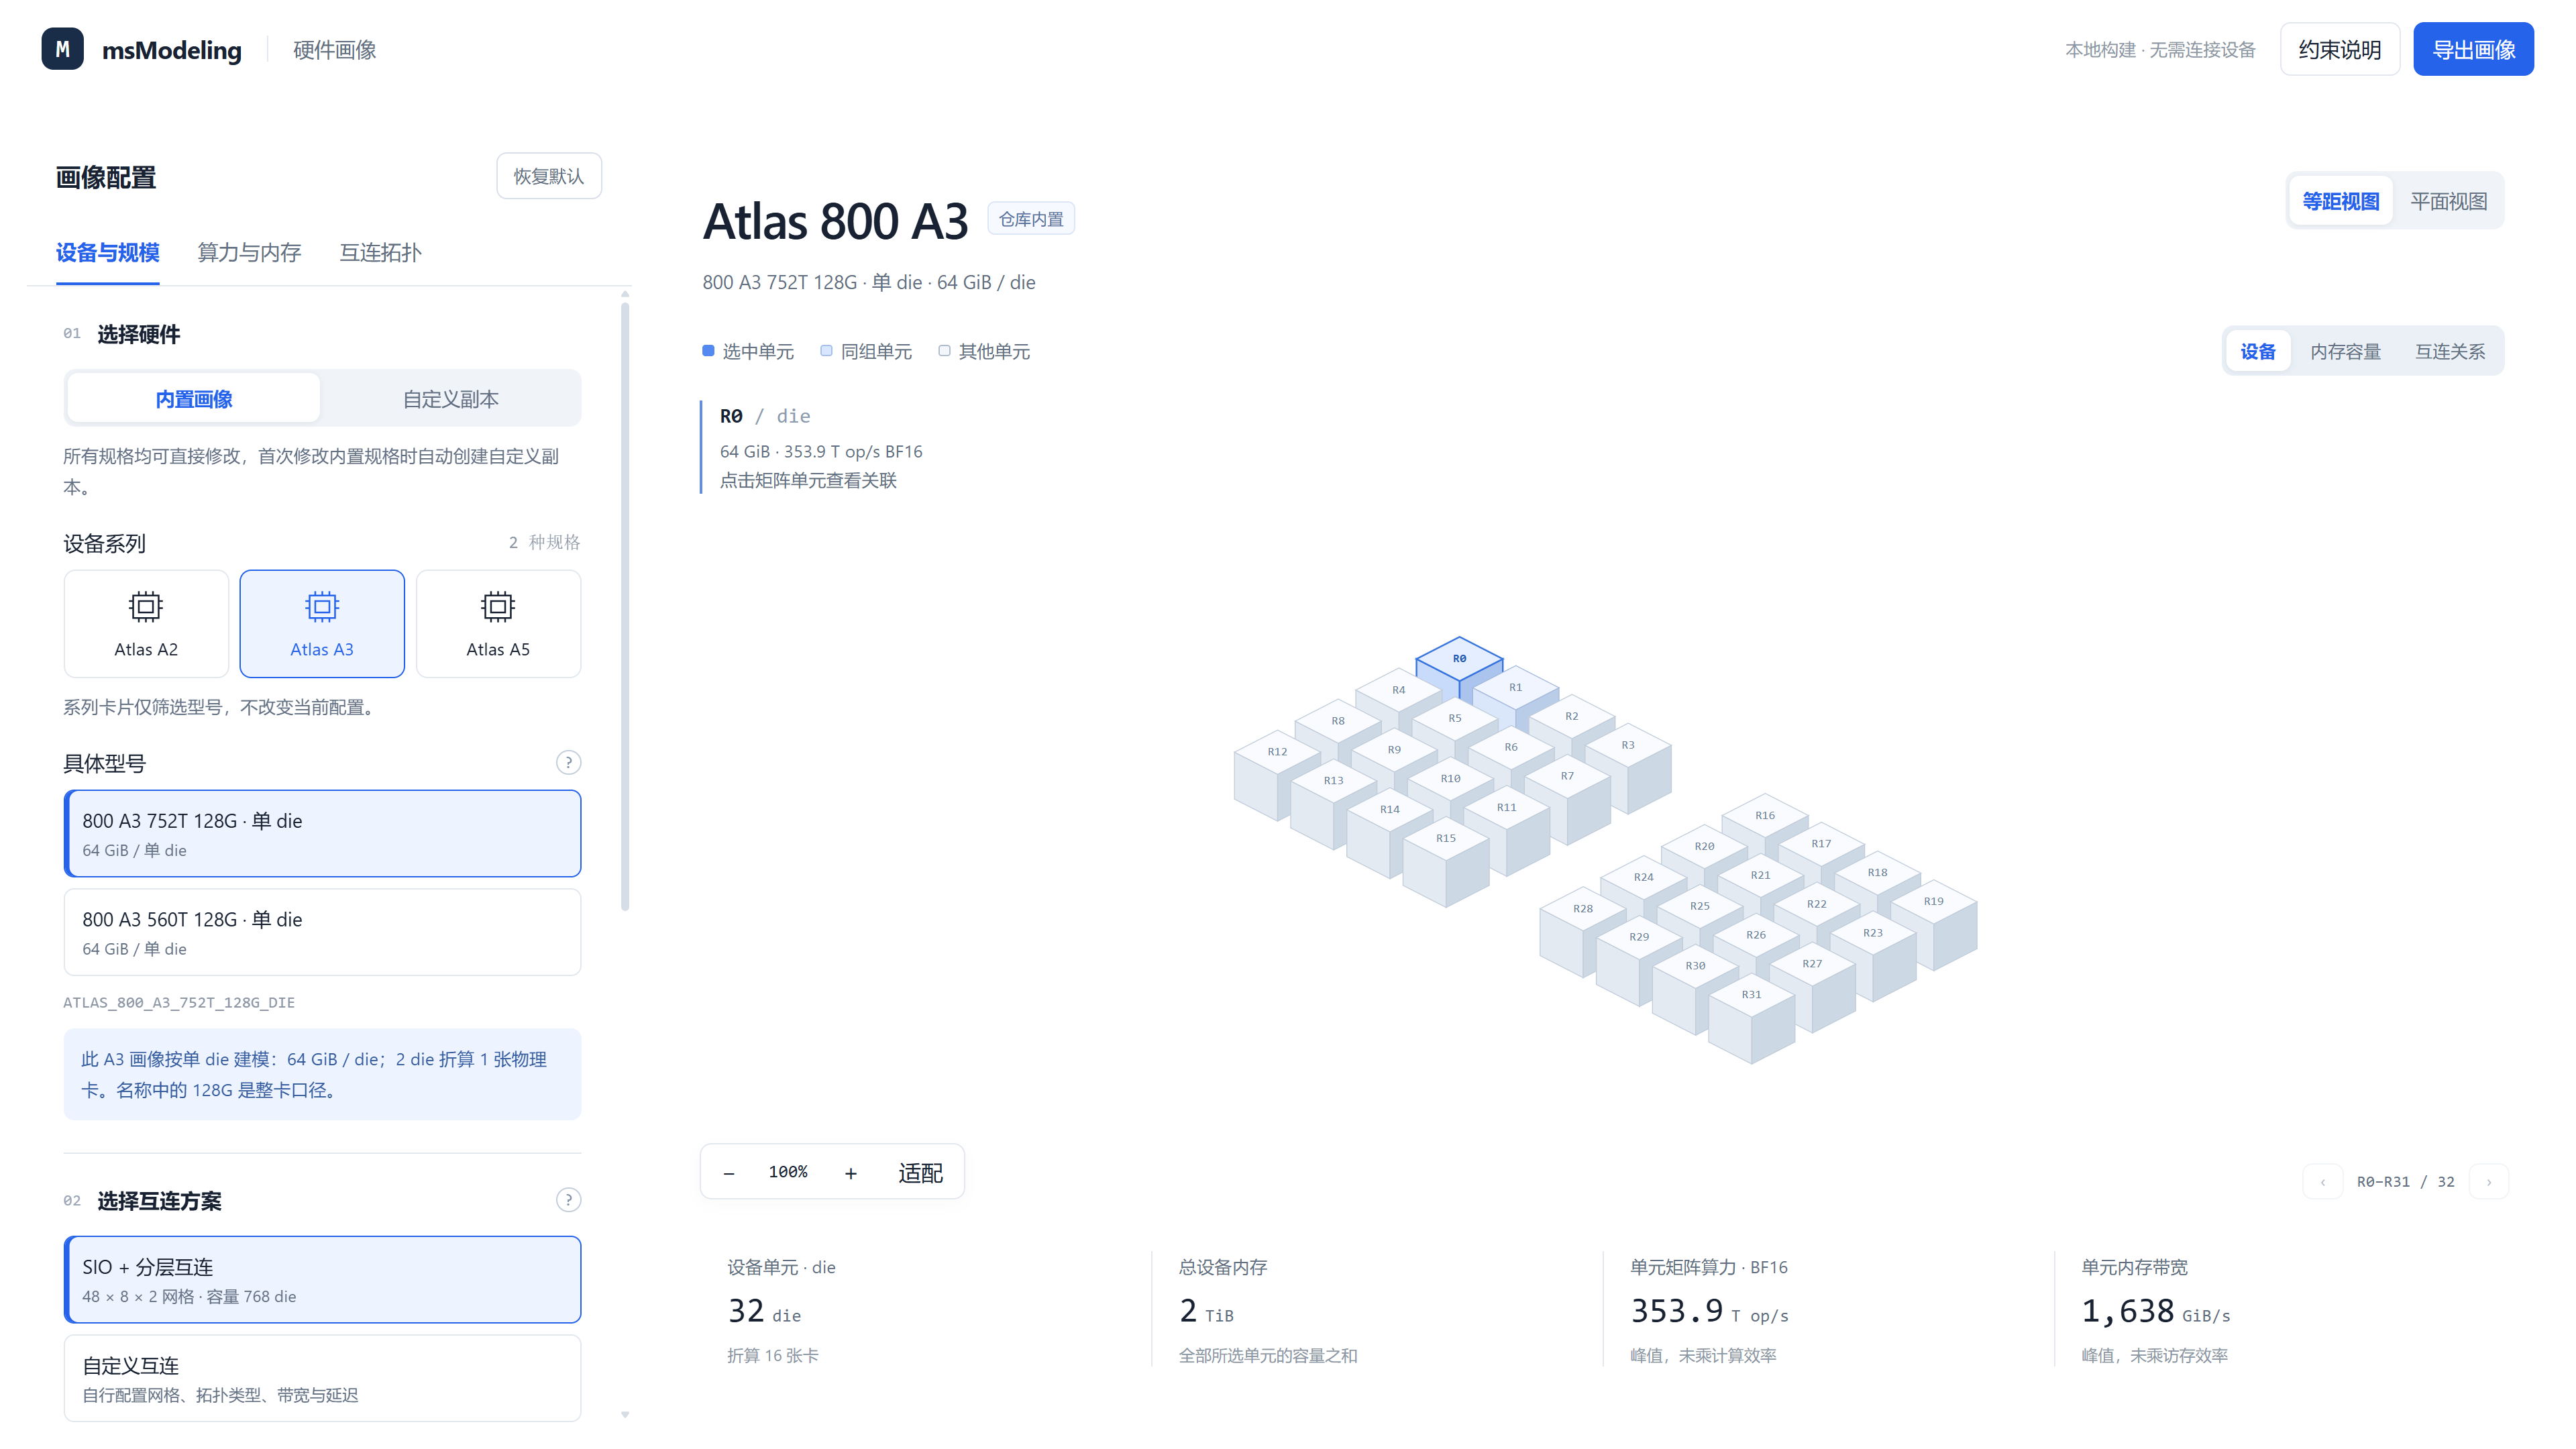 M msModeling 硬件画像
本地构建 · 无需连接设备 约束说明 导出画像
画像配置 恢复默认
设备与规模 算力与内存 互连拓扑
01 选择硬件
内置画像 自定义副本
所有规格均可直接修改，首次修改内置规格时自动创建自定义副
本。
设备系列 2 种规格
Atlas A2 Atlas A3 Atlas A5
系列卡片仅筛选型号，不改变当前配置。
具体型号 ?
800 A3 752T 128G · 单 die
64 GiB / 单 die
800 A3 560T 128G · 单 die
64 GiB / 单 die
ATLAS_800_A3_752T_128G_DIE
此 A3 画像按单 die 建模：64 GiB / die；2 die 折算 1 张物理
卡。名称中的 128G 是整卡口径。
02 选择互连方案 ?
SIO + 分层互连
48 × 8 × 2 网格 · 容量 768 die
自定义互连
自行配置网格、拓扑类型、带宽与延迟
Atlas 800 A3 仓库内置
等距视图 平面视图
800 A3 752T 128G · 单 die · 64 GiB / die
选中单元 同组单元 其他单元
设备 内存容量 互连关系
R0 / die
64 GiB · 353.9 T op/s BF16
点击矩阵单元查看关联
R0
R1
R2
R3
R4
R5
R6
R7
R8
R9
R10
R11
R12
R13
R14
R15
R16
R17
R18
R19
R20
R21
R22
R23
R24
R25
R26
R27
R28
R29
R30
R31
− 100% + 适配
‹ R0–R31 / 32 ›
设备单元 · die
32 die
折算 16 张卡
总设备内存
2 TiB
全部所选单元的容量之和
单元矩阵算力 · BF16
353.9 T op/s
峰值，未乘计算效率
单元内存带宽
1,638 GiB/s
峰值，未乘访存效率